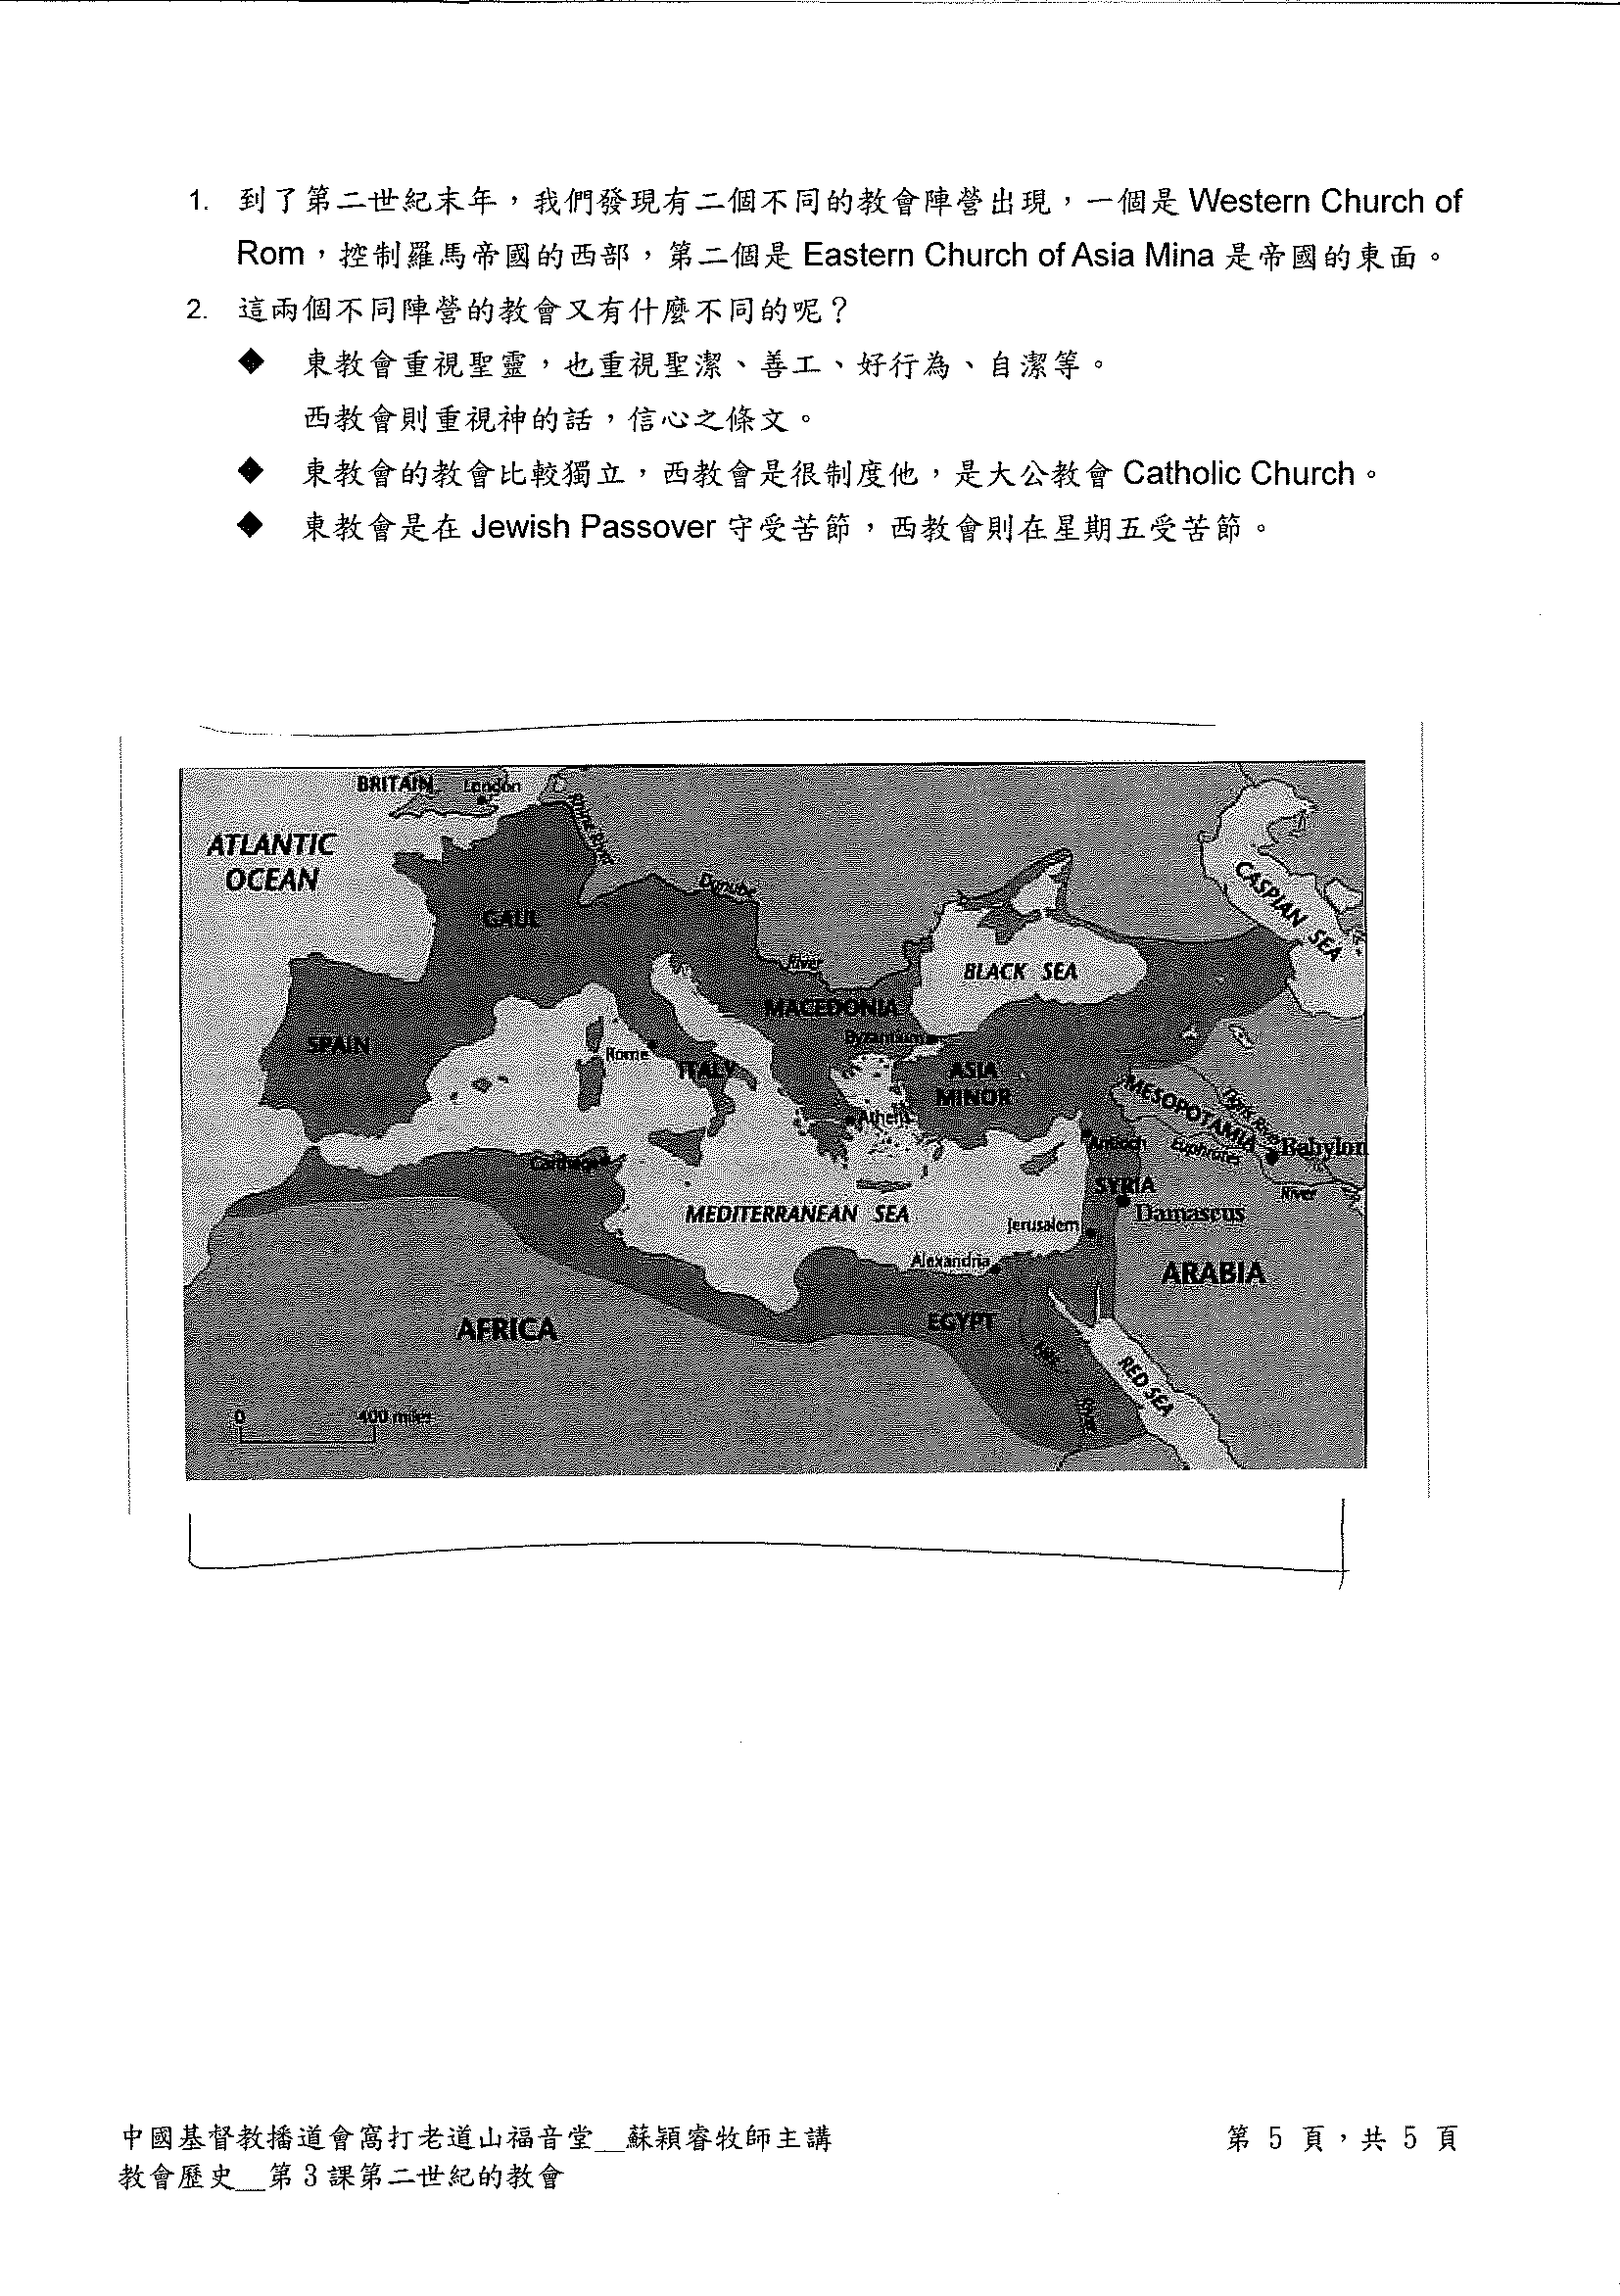 1. 到了第二世紀末年，我們發現有二個不同的教會陣營出現，一個是 Western Church of
Rom，控制羅馬帝國的西部，第二個是 Eastern Church of Asia Mina 是帝國的東面。
2. 這兩個不同陣營的教會又有什麼不同的呢？
◆ 東教會重視聖靈，也重視聖潔、善工、好行為、自潔等。
西教會則重視神的話，信心之條文。
◆ 東教會的教會比較獨立，西教會是很制度他，是大公教會 Catholic Church。
◆ 東教會是在 Jewish Passover 守受苦節，西教會則在星期五受苦節。
BRITAIN
London
Rhine River
ATLANTIC
OCEAN
GAUL
Danube
River
CASPIAN SEA
BLACK SEA
MACEDONIA
Byzantium
SPAIN
Rome
ITALY
ASIA
MINOR
Athens
MESOPOTAMIA
Tigris River
Antioch
Euphrates
River
Babylon
Carthage
SYRIA
Damascus
MEDITERRANEAN SEA
Jerusalem
Alexandria
ARABIA
AFRICA
EGYPT
RED SEA
0 400 miles
中國基督教播道會窩打老道山福音堂__蘇穎睿牧師主講
第 5 頁，共 5 頁
教會歷史__第 3 課第二世紀的教會